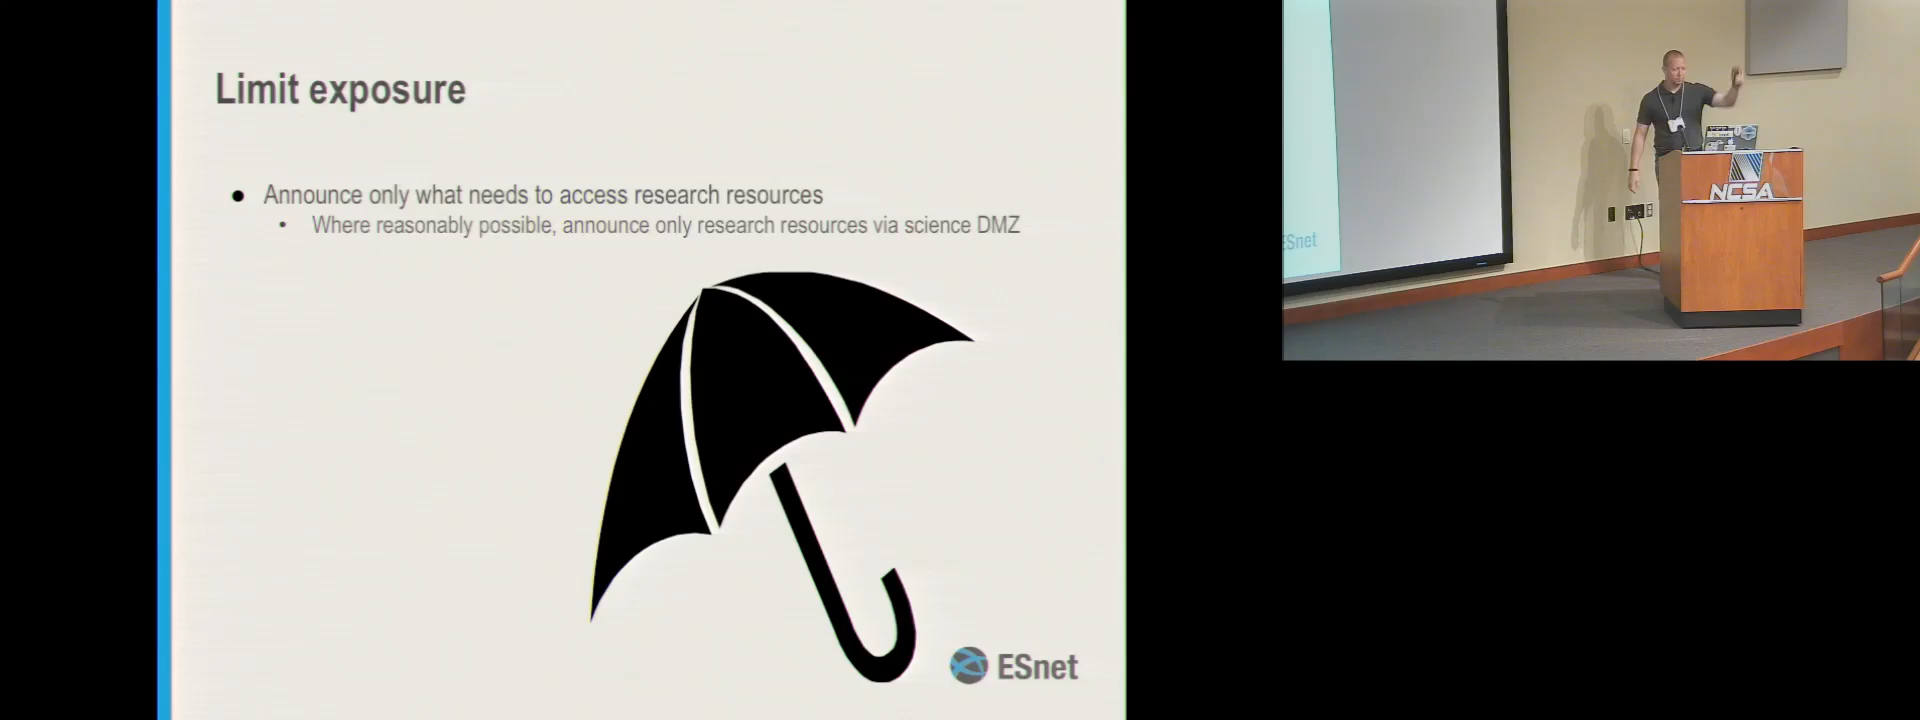 Limit exposure
Announce only what needs to access research resources
Where reasonably possible, announce only research resources via science DMZ
ESnet
ESnet
NCSA